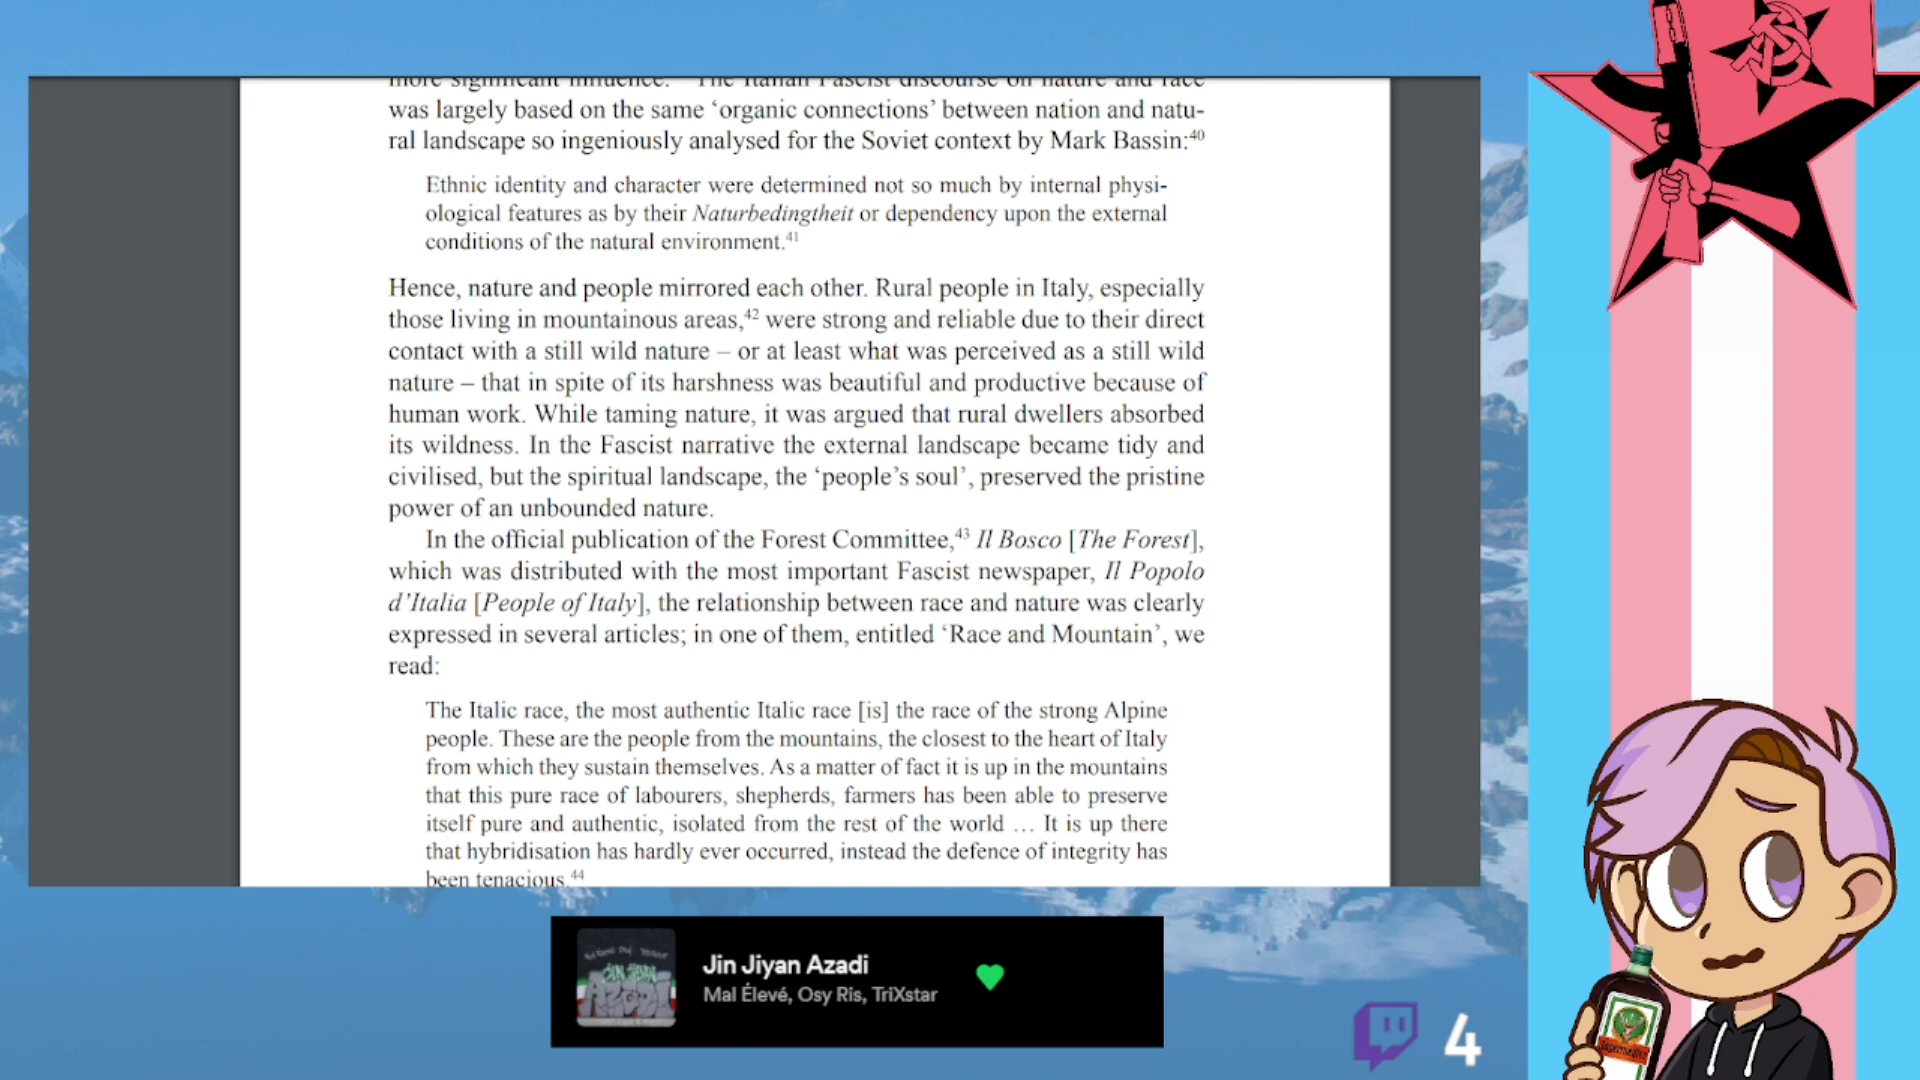 more significant influence. The Italian Fascist discourse on nature and race
was largely based on the same ‘organic connections’ between nation and natu-
ral landscape so ingeniously analysed for the Soviet context by Mark Bassin:40
Ethnic identity and character were determined not so much by internal physi-
ological features as by their Naturbedingtheit or dependency upon the external
conditions of the natural environment.41
Hence, nature and people mirrored each other. Rural people in Italy, especially
those living in mountainous areas,42 were strong and reliable due to their direct
contact with a still wild nature – or at least what was perceived as a still wild
nature – that in spite of its harshness was beautiful and productive because of
human work. While taming nature, it was argued that rural dwellers absorbed
its wildness. In the Fascist narrative the external landscape became tidy and
civilised, but the spiritual landscape, the ‘people’s soul’, preserved the pristine
power of an unbounded nature.
In the official publication of the Forest Committee,43 Il Bosco [The Forest],
which was distributed with the most important Fascist newspaper, Il Popolo
d’Italia [People of Italy], the relationship between race and nature was clearly
expressed in several articles; in one of them, entitled ‘Race and Mountain’, we
read:
The Italic race, the most authentic Italic race [is] the race of the strong Alpine
people. These are the people from the mountains, the closest to the heart of Italy
from which they sustain themselves. As a matter of fact it is up in the mountains
that this pure race of labourers, shepherds, farmers has been able to preserve
itself pure and authentic, isolated from the rest of the world … It is up there
that hybridisation has hardly ever occurred, instead the defence of integrity has
been tenacious.44
JIN JIYAN
AZADÎ
Jin Jiyan Azadi
Mal Élevé, Osy Ris, TriXstar
4